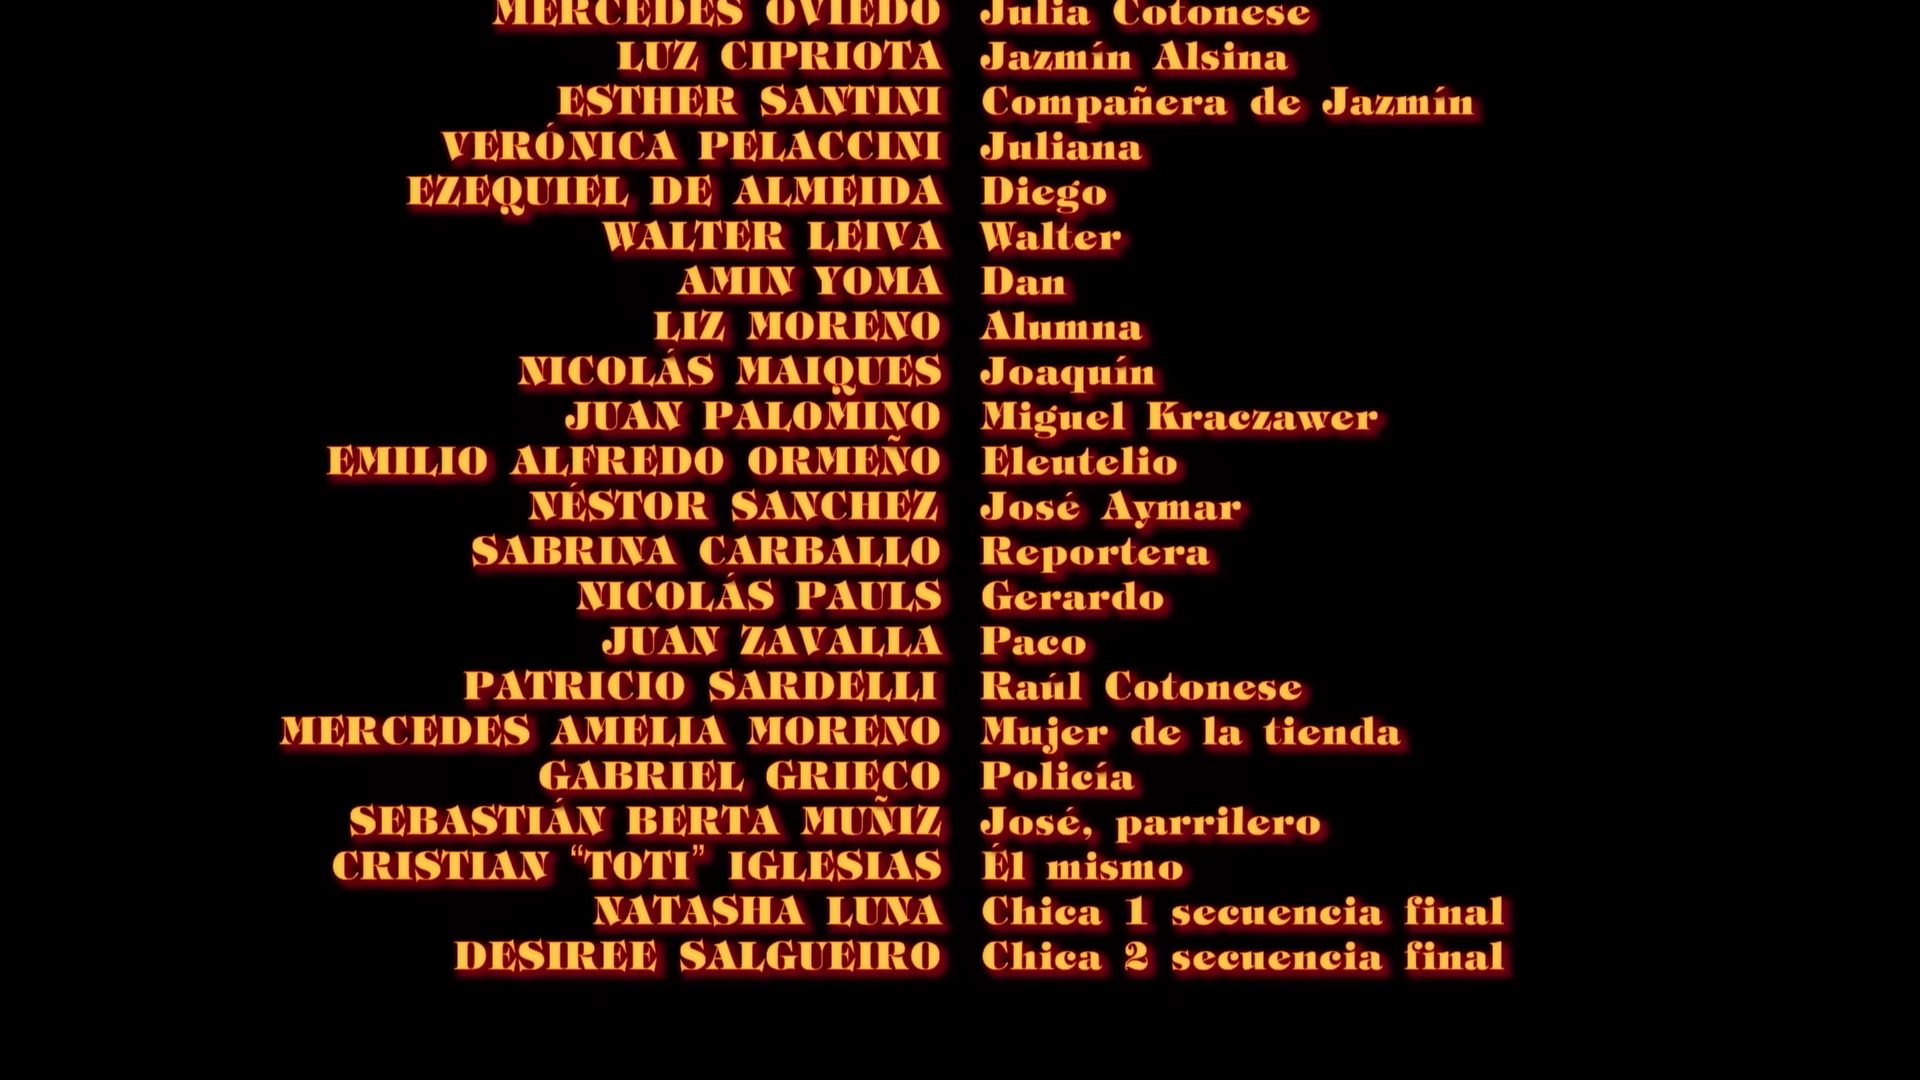 MERCEDES OVIEDO Julia Cotonese
LUZ CIPRIOTA Jazmín Alsina
ESTHER SANTINI Compañera de Jazmín
VERÓNICA PELACCINI Juliana
EZEQUIEL DE ALMEIDA Diego
WALTER LEIVA Walter
AMIN YOMA Dan
LIZ MORENO Alumna
NICOLÁS MAIQUES Joaquín
JUAN PALOMINO Miguel Kraczawer
EMILIO ALFREDO ORMEÑO Eleutelio
NÉSTOR SANCHEZ José Aymar
SABRINA CARBALLO Reportera
NICOLÁS PAULS Gerardo
JUAN ZAVALLA Paco
PATRICIO SARDELLI Raúl Cotonese
MERCEDES AMELIA MORENO Mujer de la tienda
GABRIEL GRIECO Policía
SEBASTIÁN BERTA MUÑIZ José, parrilero
CRISTIAN “TOTI” IGLESIAS Él mismo
NATASHA LUNA Chica 1 secuencia final
DESIREE SALGUEIRO Chica 2 secuencia final